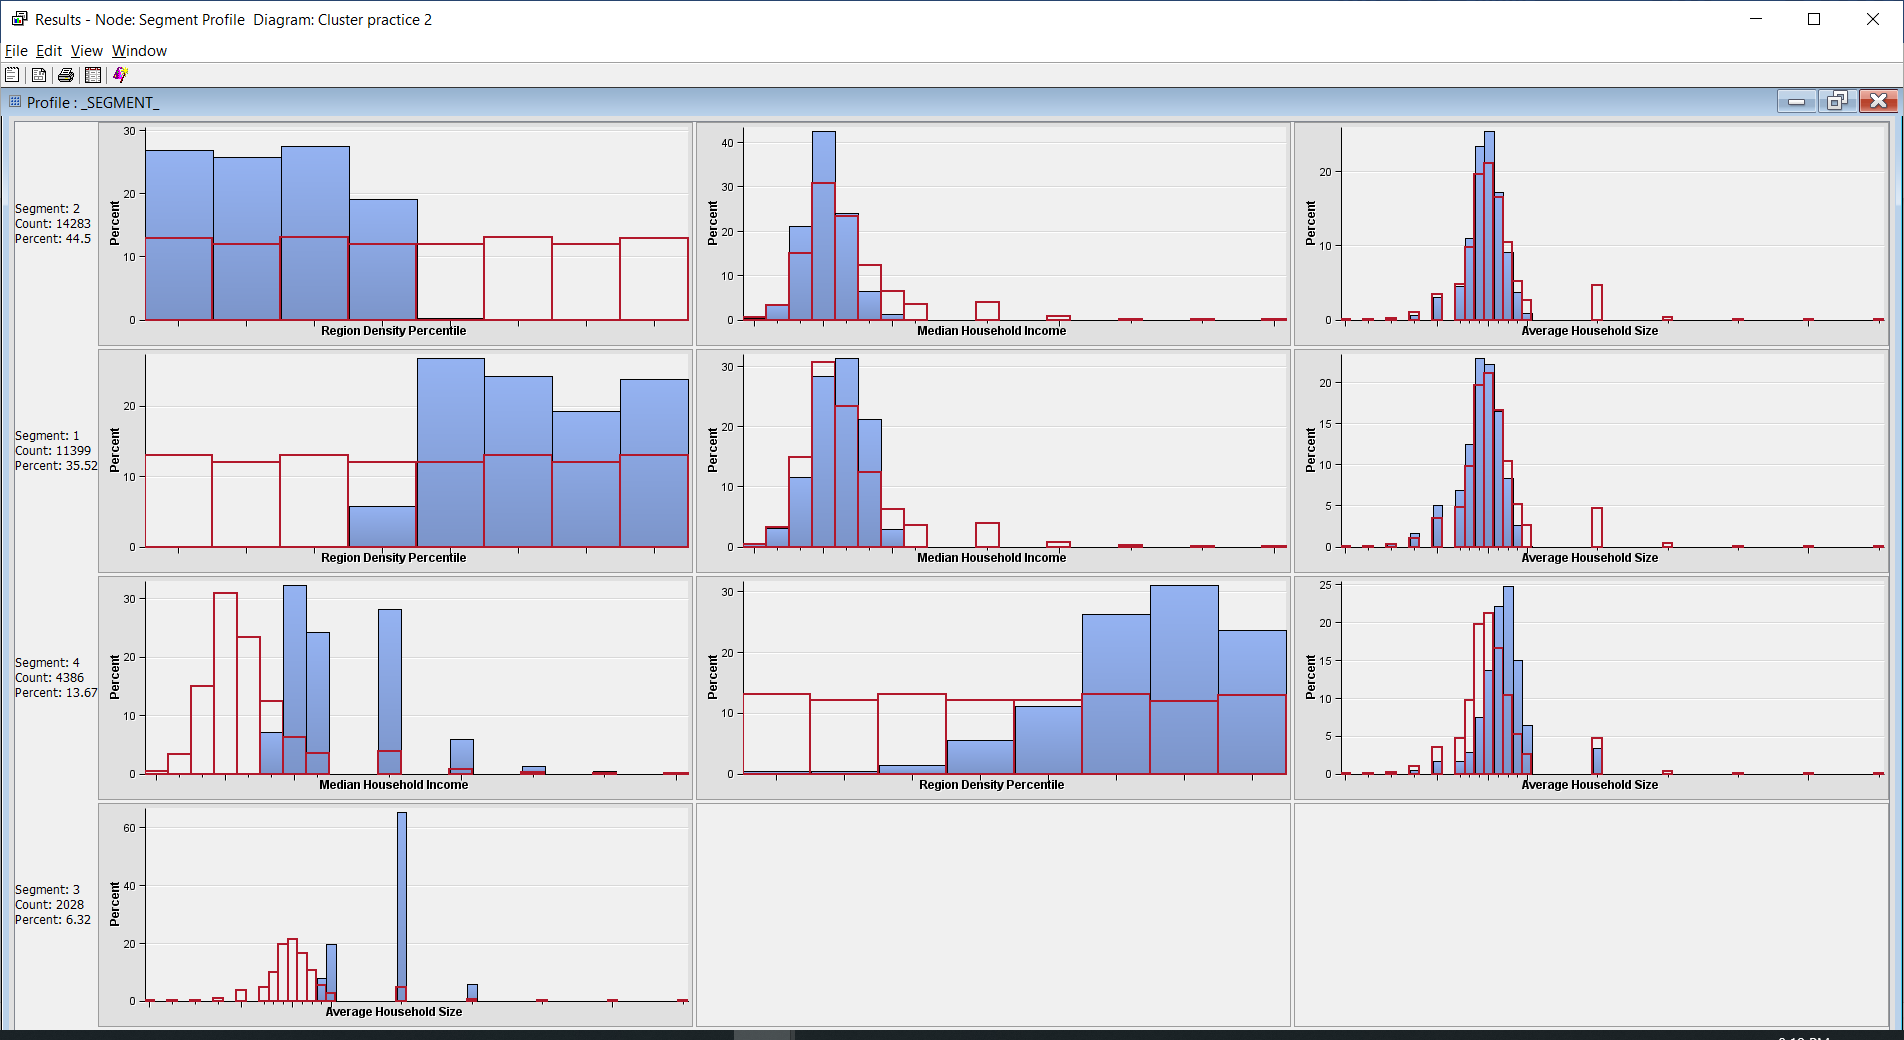 Results - Node: Segment Profile  Diagram: Cluster practice 2
File Edit View Window
Profile : _SEGMENT_
Segment: 2
Count: 14283
Percent: 44.5
Percent
30
20
10
0
Region Density Percentile
Percent
40
30
20
10
0
Median Household Income
Percent
20
10
0
Average Household Size
Segment: 1
Count: 11399
Percent: 35.52
Percent
20
10
0
Region Density Percentile
Percent
30
20
10
0
Median Household Income
Percent
20
15
10
5
0
Average Household Size
Segment: 4
Count: 4386
Percent: 13.67
Percent
30
20
10
0
Median Household Income
Percent
30
20
10
0
Region Density Percentile
Percent
25
20
15
10
5
0
Average Household Size
Segment: 3
Count: 2028
Percent: 6.32
Percent
60
40
20
0
Average Household Size